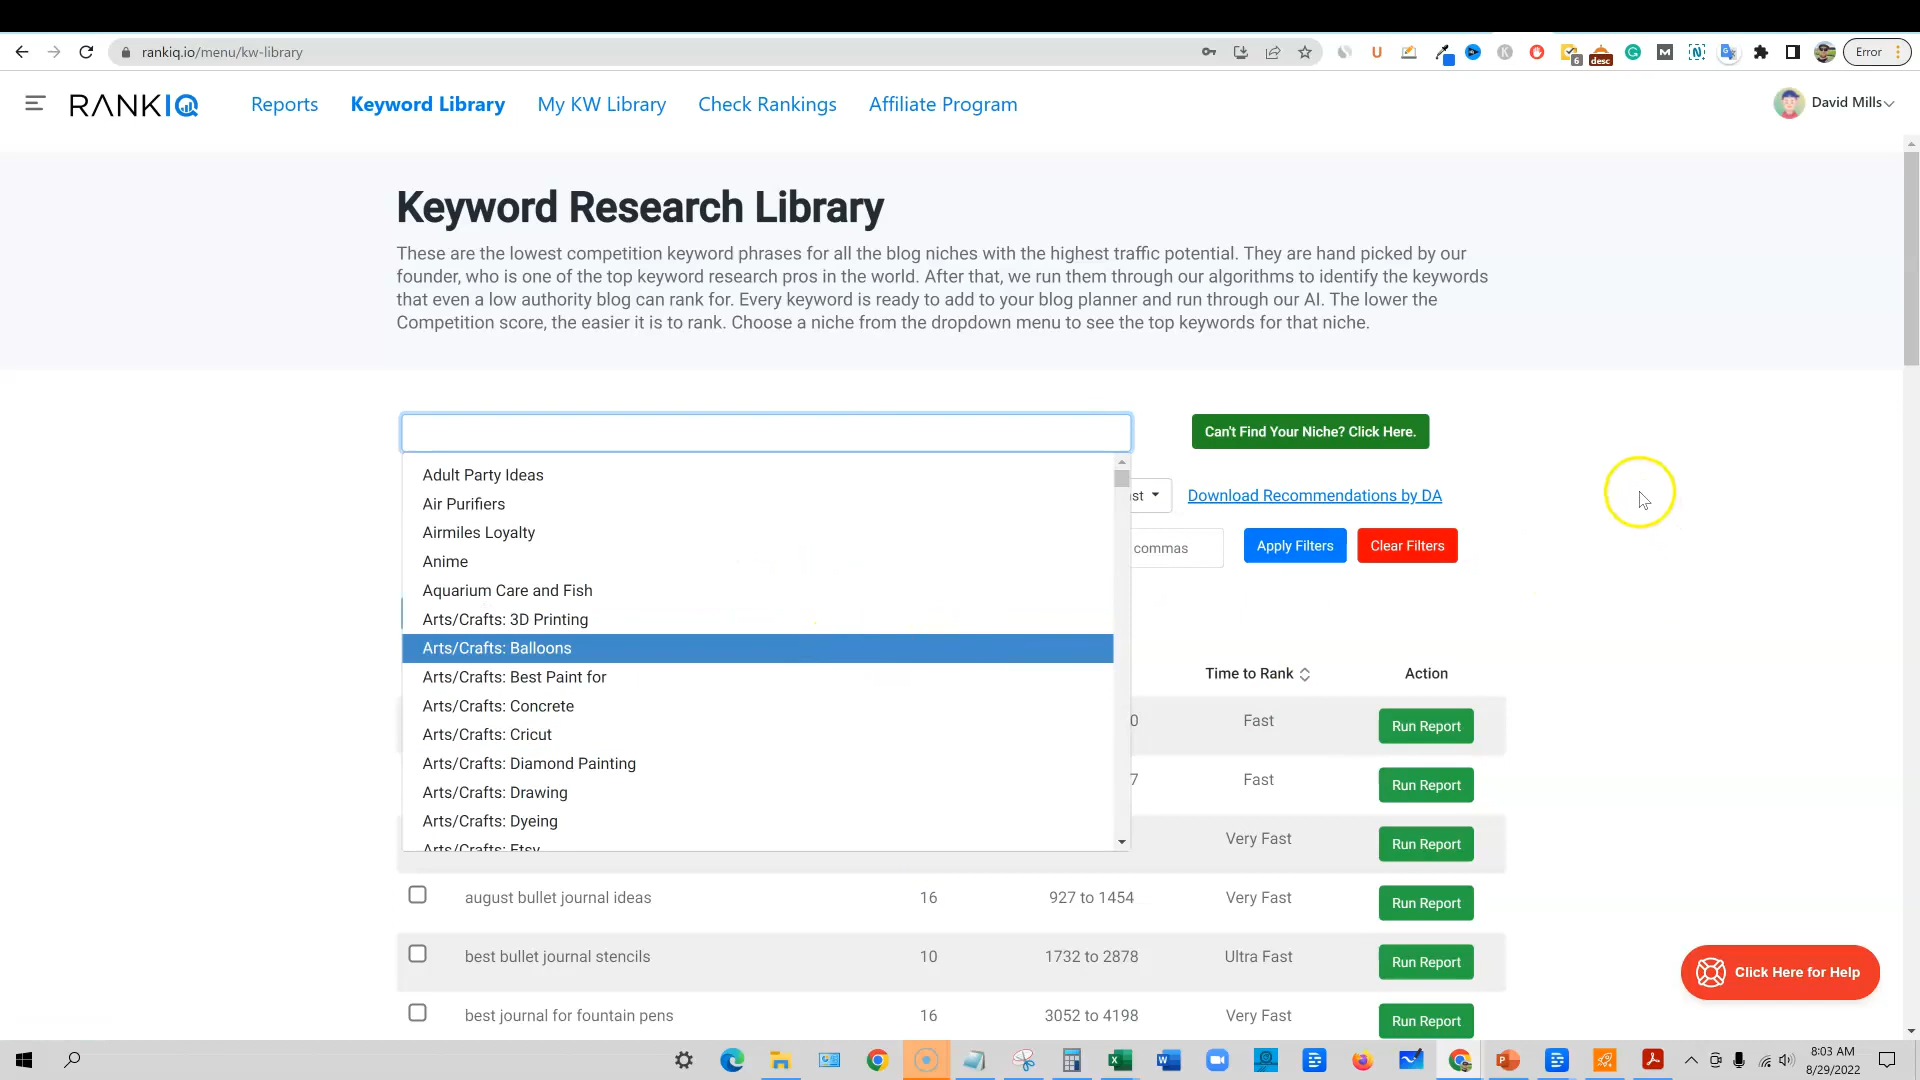 rankiq.io/menu/kw-library
6
desc
Error
RANKIQ
Reports
Keyword Library
My KW Library
Check Rankings
Affiliate Program
David Mills
Keyword Research Library
These are the lowest competition keyword phrases for all the blog niches with the highest traffic potential. They are hand picked by our
founder, who is one of the top keyword research pros in the world. After that, we run them through our algorithms to identify the keywords
that even a low authority blog can rank for. Every keyword is ready to add to your blog planner and run through our AI. The lower the
Competition score, the easier it is to rank. Choose a niche from the dropdown menu to see the top keywords for that niche.
Can't Find Your Niche? Click Here.
Adult Party Ideas
Air Purifiers
st
Download Recommendations by DA
Airmiles Loyalty
commas
Apply Filters
Clear Filters
Anime
Aquarium Care and Fish
Arts/Crafts: 3D Printing
Arts/Crafts: Balloons
Arts/Crafts: Best Paint for
Time to Rank
Action
Arts/Crafts: Concrete
0
Fast
Run Report
Arts/Crafts: Cricut
Arts/Crafts: Diamond Painting
7
Fast
Run Report
Arts/Crafts: Drawing
Arts/Crafts: Dyeing
Very Fast
Run Report
Arts/Crafts: Etsy
august bullet journal ideas 16 927 to 1454 Very Fast Run Report
best bullet journal stencils 10 1732 to 2878 Ultra Fast Run Report
best journal for fountain pens 16 3052 to 4198 Very Fast Run Report
Click Here for Help
8:03 AM
8/29/2022